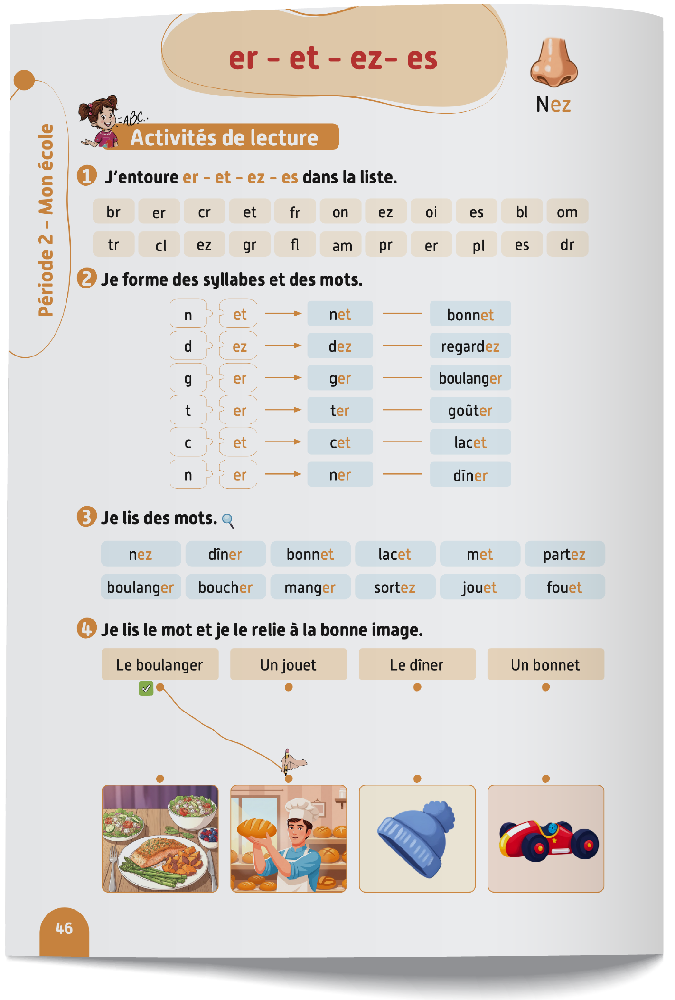 er - et - ez- es
Nez
Période 2 - Mon école
A.B.C..
Activités de lecture
1 J'entoure er - et - ez - es dans la liste.
br er cr et fr on ez oi es bl om
tr cl ez gr fl am pr er pl es dr
2 Je forme des syllabes et des mots.
n et net bonnet
d ez dez regardez
g er ger boulanger
t er ter goûter
c et cet lacet
n er ner dîner
3 Je lis des mots.
nez dîner bonnet lacet met partez
boulanger boucher manger sortez jouet fouet
4 Je lis le mot et je le relie à la bonne image.
Le boulanger Un jouet Le dîner Un bonnet
46